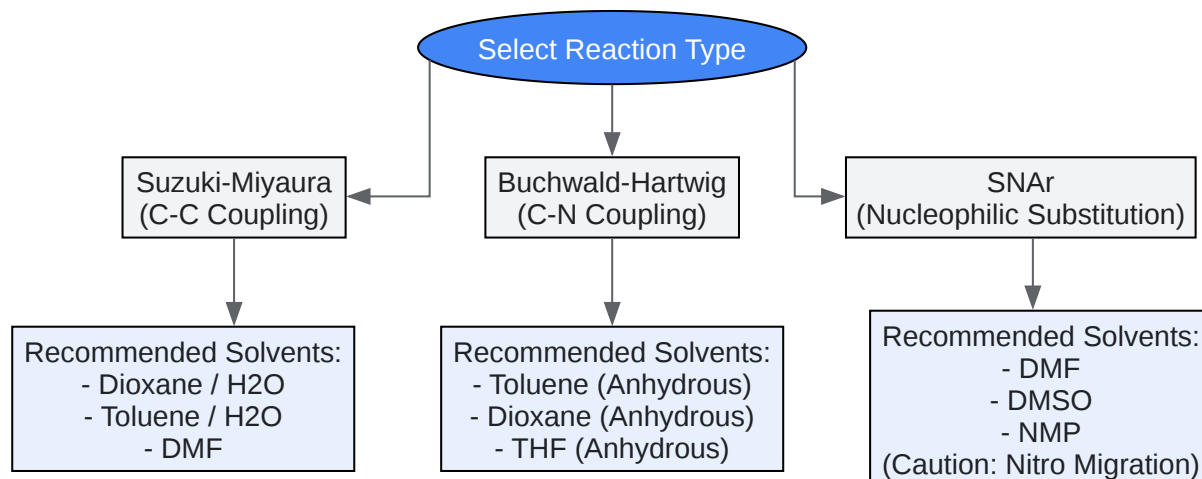 Select Reaction Type
Suzuki-Miyaura
(C-C Coupling)
Buchwald-Hartwig
(C-N Coupling)
SNAr
(Nucleophilic Substitution)
Recommended Solvents:
- Dioxane / H2O
- Toluene / H2O
- DMF
Recommended Solvents:
- Toluene (Anhydrous)
- Dioxane (Anhydrous)
- THF (Anhydrous)
Recommended Solvents:
- DMF
- DMSO
- NMP
(Caution: Nitro Migration)